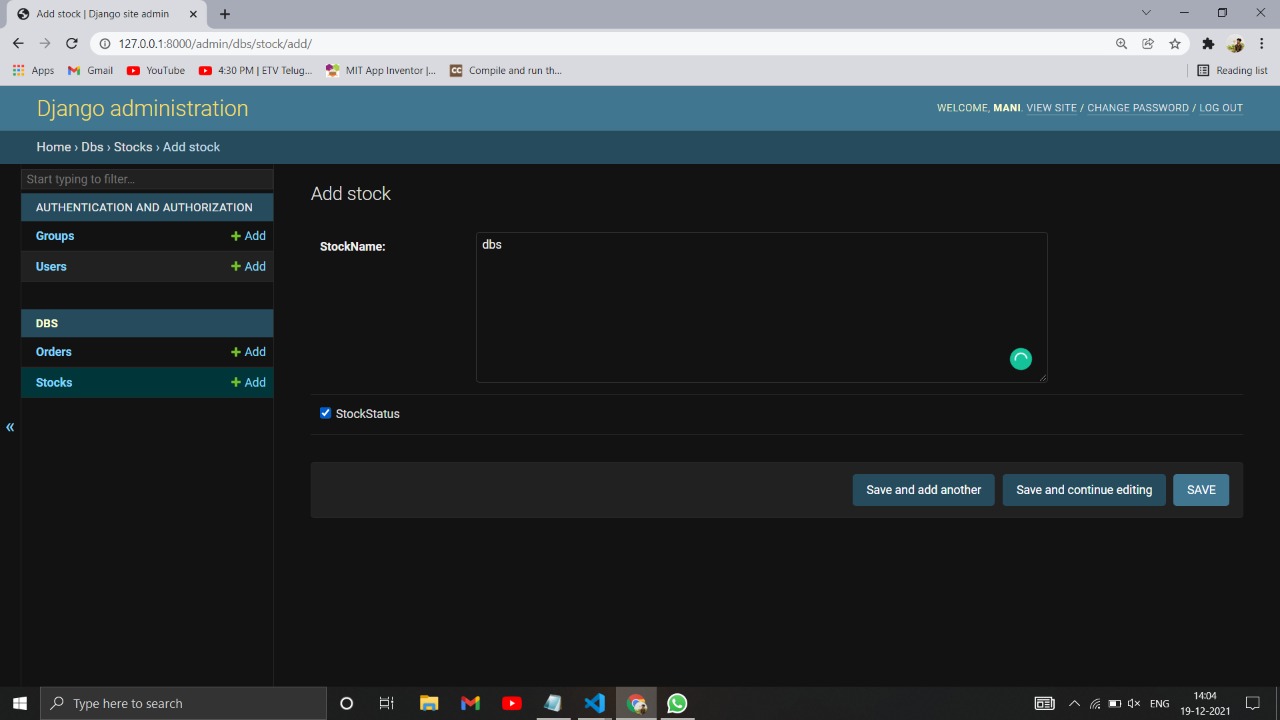 Add stock | Django site admin
127.0.0.1:8000/admin/dbs/stock/add/
Apps
Gmail
YouTube
4:30 PM | ETV Telug...
MIT App Inventor |...
CC
Compile and run th...
Reading list
Django administration
WELCOME, MANI. VIEW SITE / CHANGE PASSWORD / LOG OUT
Home › Dbs › Stocks › Add stock
Start typing to filter...
AUTHENTICATION AND AUTHORIZATION
Groups + Add
Users + Add
DBS
Orders + Add
Stocks + Add
«
Add stock
StockName:
dbs
StockStatus
Save and add another
Save and continue editing
SAVE
Type here to search
ENG
14:04
19-12-2021